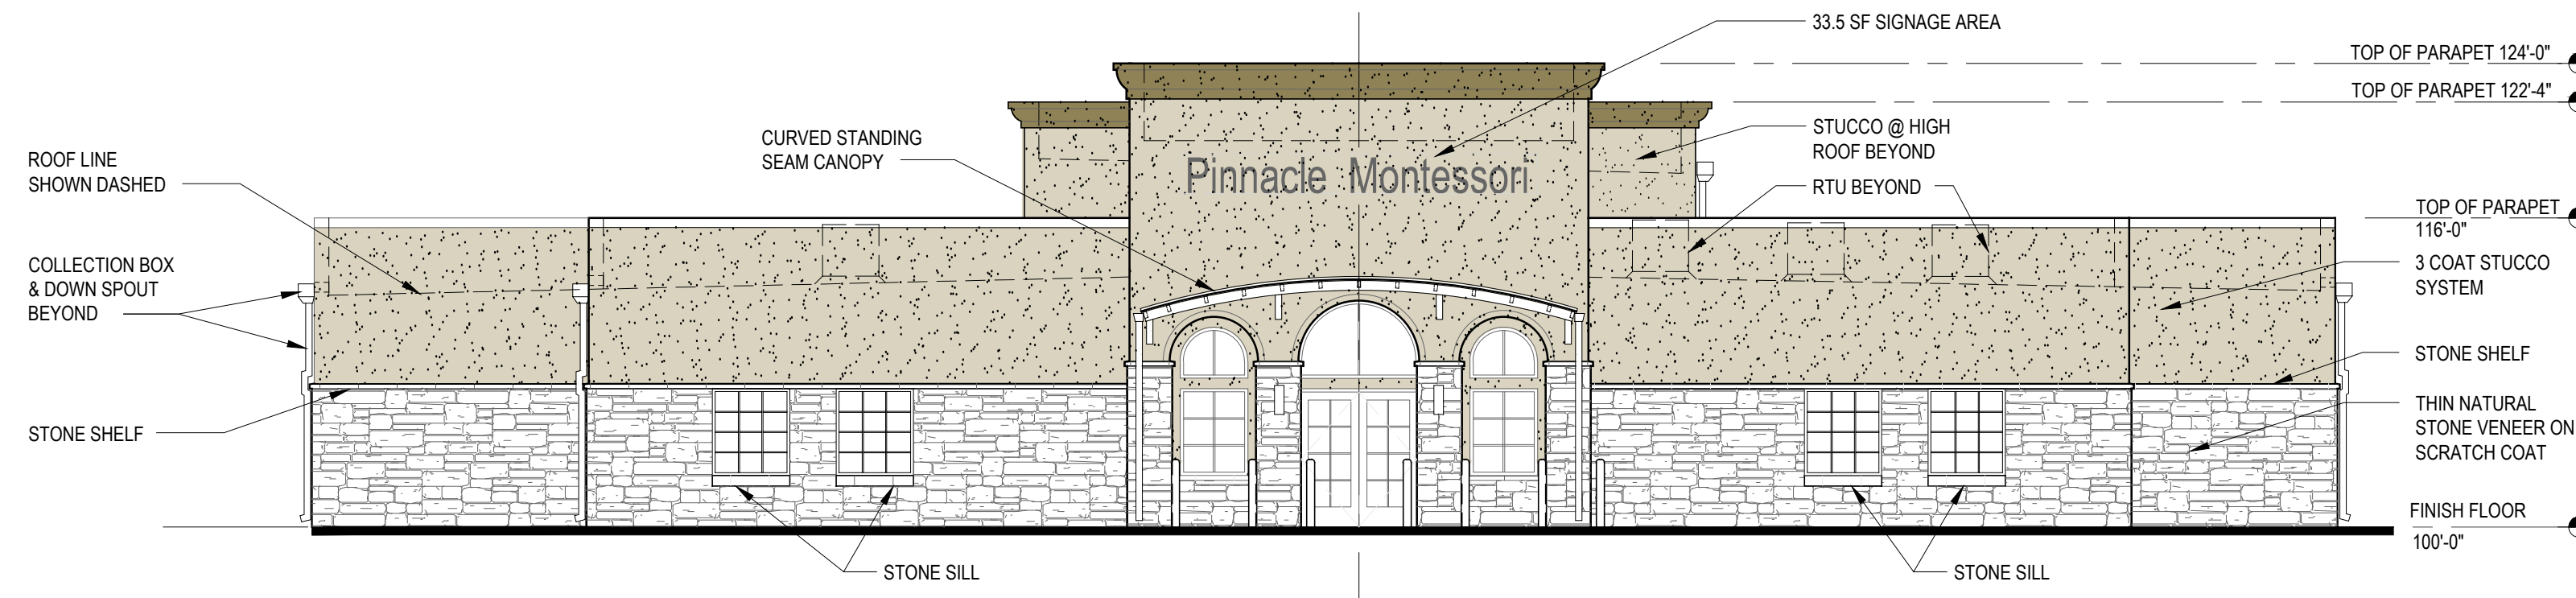 33.5 SF SIGNAGE AREA
TOP OF PARAPET 124'-0"
TOP OF PARAPET 122'-4"
CURVED STANDING
SEAM CANOPY
STUCCO @ HIGH
ROOF BEYOND
ROOF LINE
SHOWN DASHED
Pinnacle Montessori
RTU BEYOND
TOP OF PARAPET
116'-0"
COLLECTION BOX
& DOWN SPOUT
BEYOND
3 COAT STUCCO
SYSTEM
STONE SHELF
STONE SHELF
THIN NATURAL
STONE VENEER ON
SCRATCH COAT
FINISH FLOOR
100'-0"
STONE SILL
STONE SILL